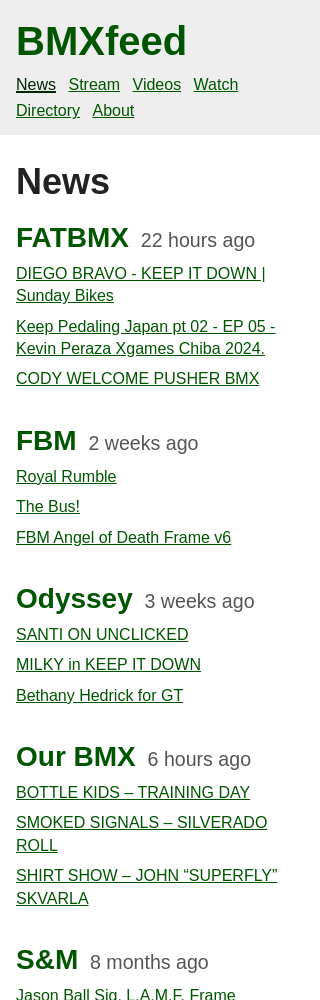 BMXfeed
News Stream Videos Watch
Directory About
News
FATBMX 22 hours ago
DIEGO BRAVO - KEEP IT DOWN |
Sunday Bikes
Keep Pedaling Japan pt 02 - EP 05 -
Kevin Peraza Xgames Chiba 2024.
CODY WELCOME PUSHER BMX
FBM 2 weeks ago
Royal Rumble
The Bus!
FBM Angel of Death Frame v6
Odyssey 3 weeks ago
SANTI ON UNCLICKED
MILKY in KEEP IT DOWN
Bethany Hedrick for GT
Our BMX 6 hours ago
BOTTLE KIDS – TRAINING DAY
SMOKED SIGNALS – SILVERADO
ROLL
SHIRT SHOW – JOHN “SUPERFLY”
SKVARLA
S&M 8 months ago
Jason Ball Sig. L.A.M.F. Frame